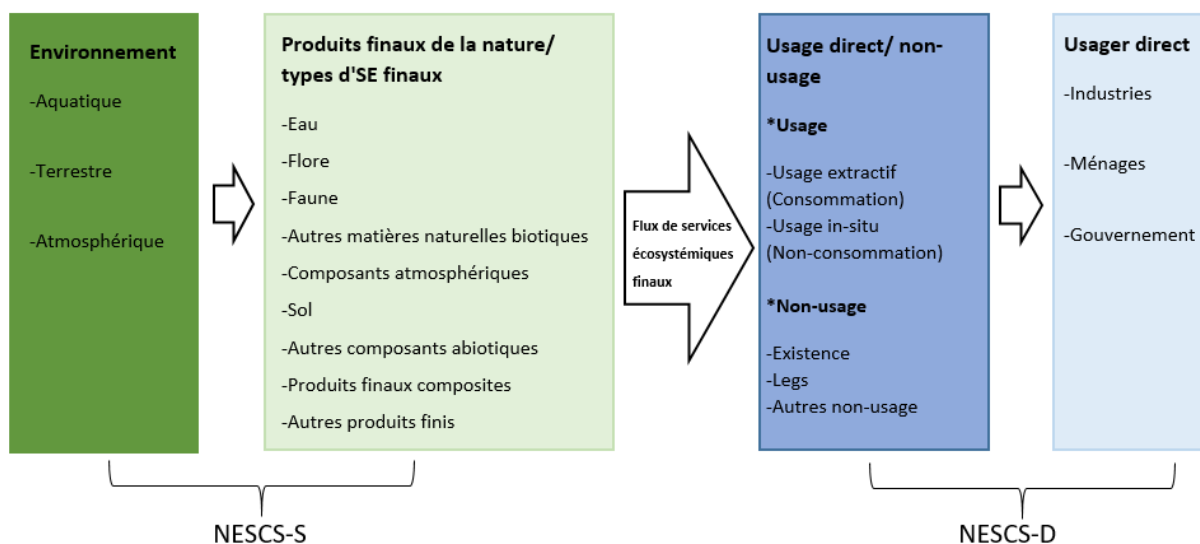 Environnement
-Aquatique
-Terrestre
-Atmosphérique
Produits finaux de la nature/
types d'SE finaux
-Eau
-Flore
-Faune
-Autres matières naturelles biotiques
-Composants atmosphériques
-Sol
-Autres composants abiotiques
-Produits finaux composites
-Autres produits finis
Flux de services
écosystémiques
finaux
Usage direct/ non-
usage
*Usage
-Usage extractif
(Consommation)
-Usage in-situ
(Non-consommation)
*Non-usage
-Existence
-Legs
-Autres non-usage
Usager direct
-Industries
-Ménages
-Gouvernement
NESCS-S
NESCS-D